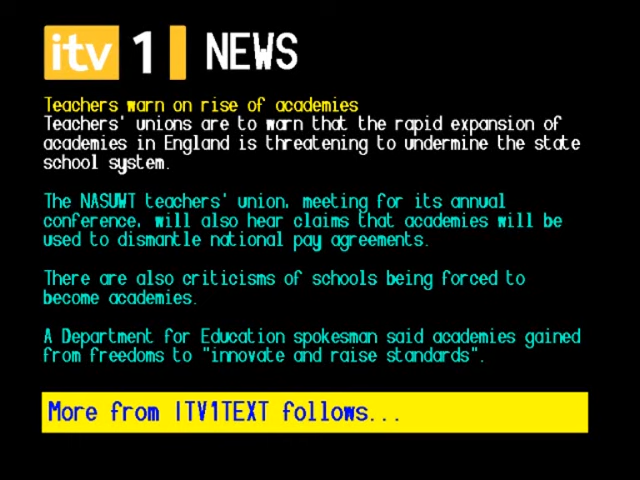 itv 1 NEWS
Teachers warn on rise of academies
Teachers' unions are to warn that the rapid expansion of
academies in England is threatening to undermine the state
school system.
The NASUWT teachers' union, meeting for its annual
conference, will also hear claims that academies will be
used to dismantle national pay agreements.
There are also criticisms of schools being forced to
become academies.
A Department for Education spokesman said academies gained
from freedoms to "innovate and raise standards".
More from ITV1TEXT follows...